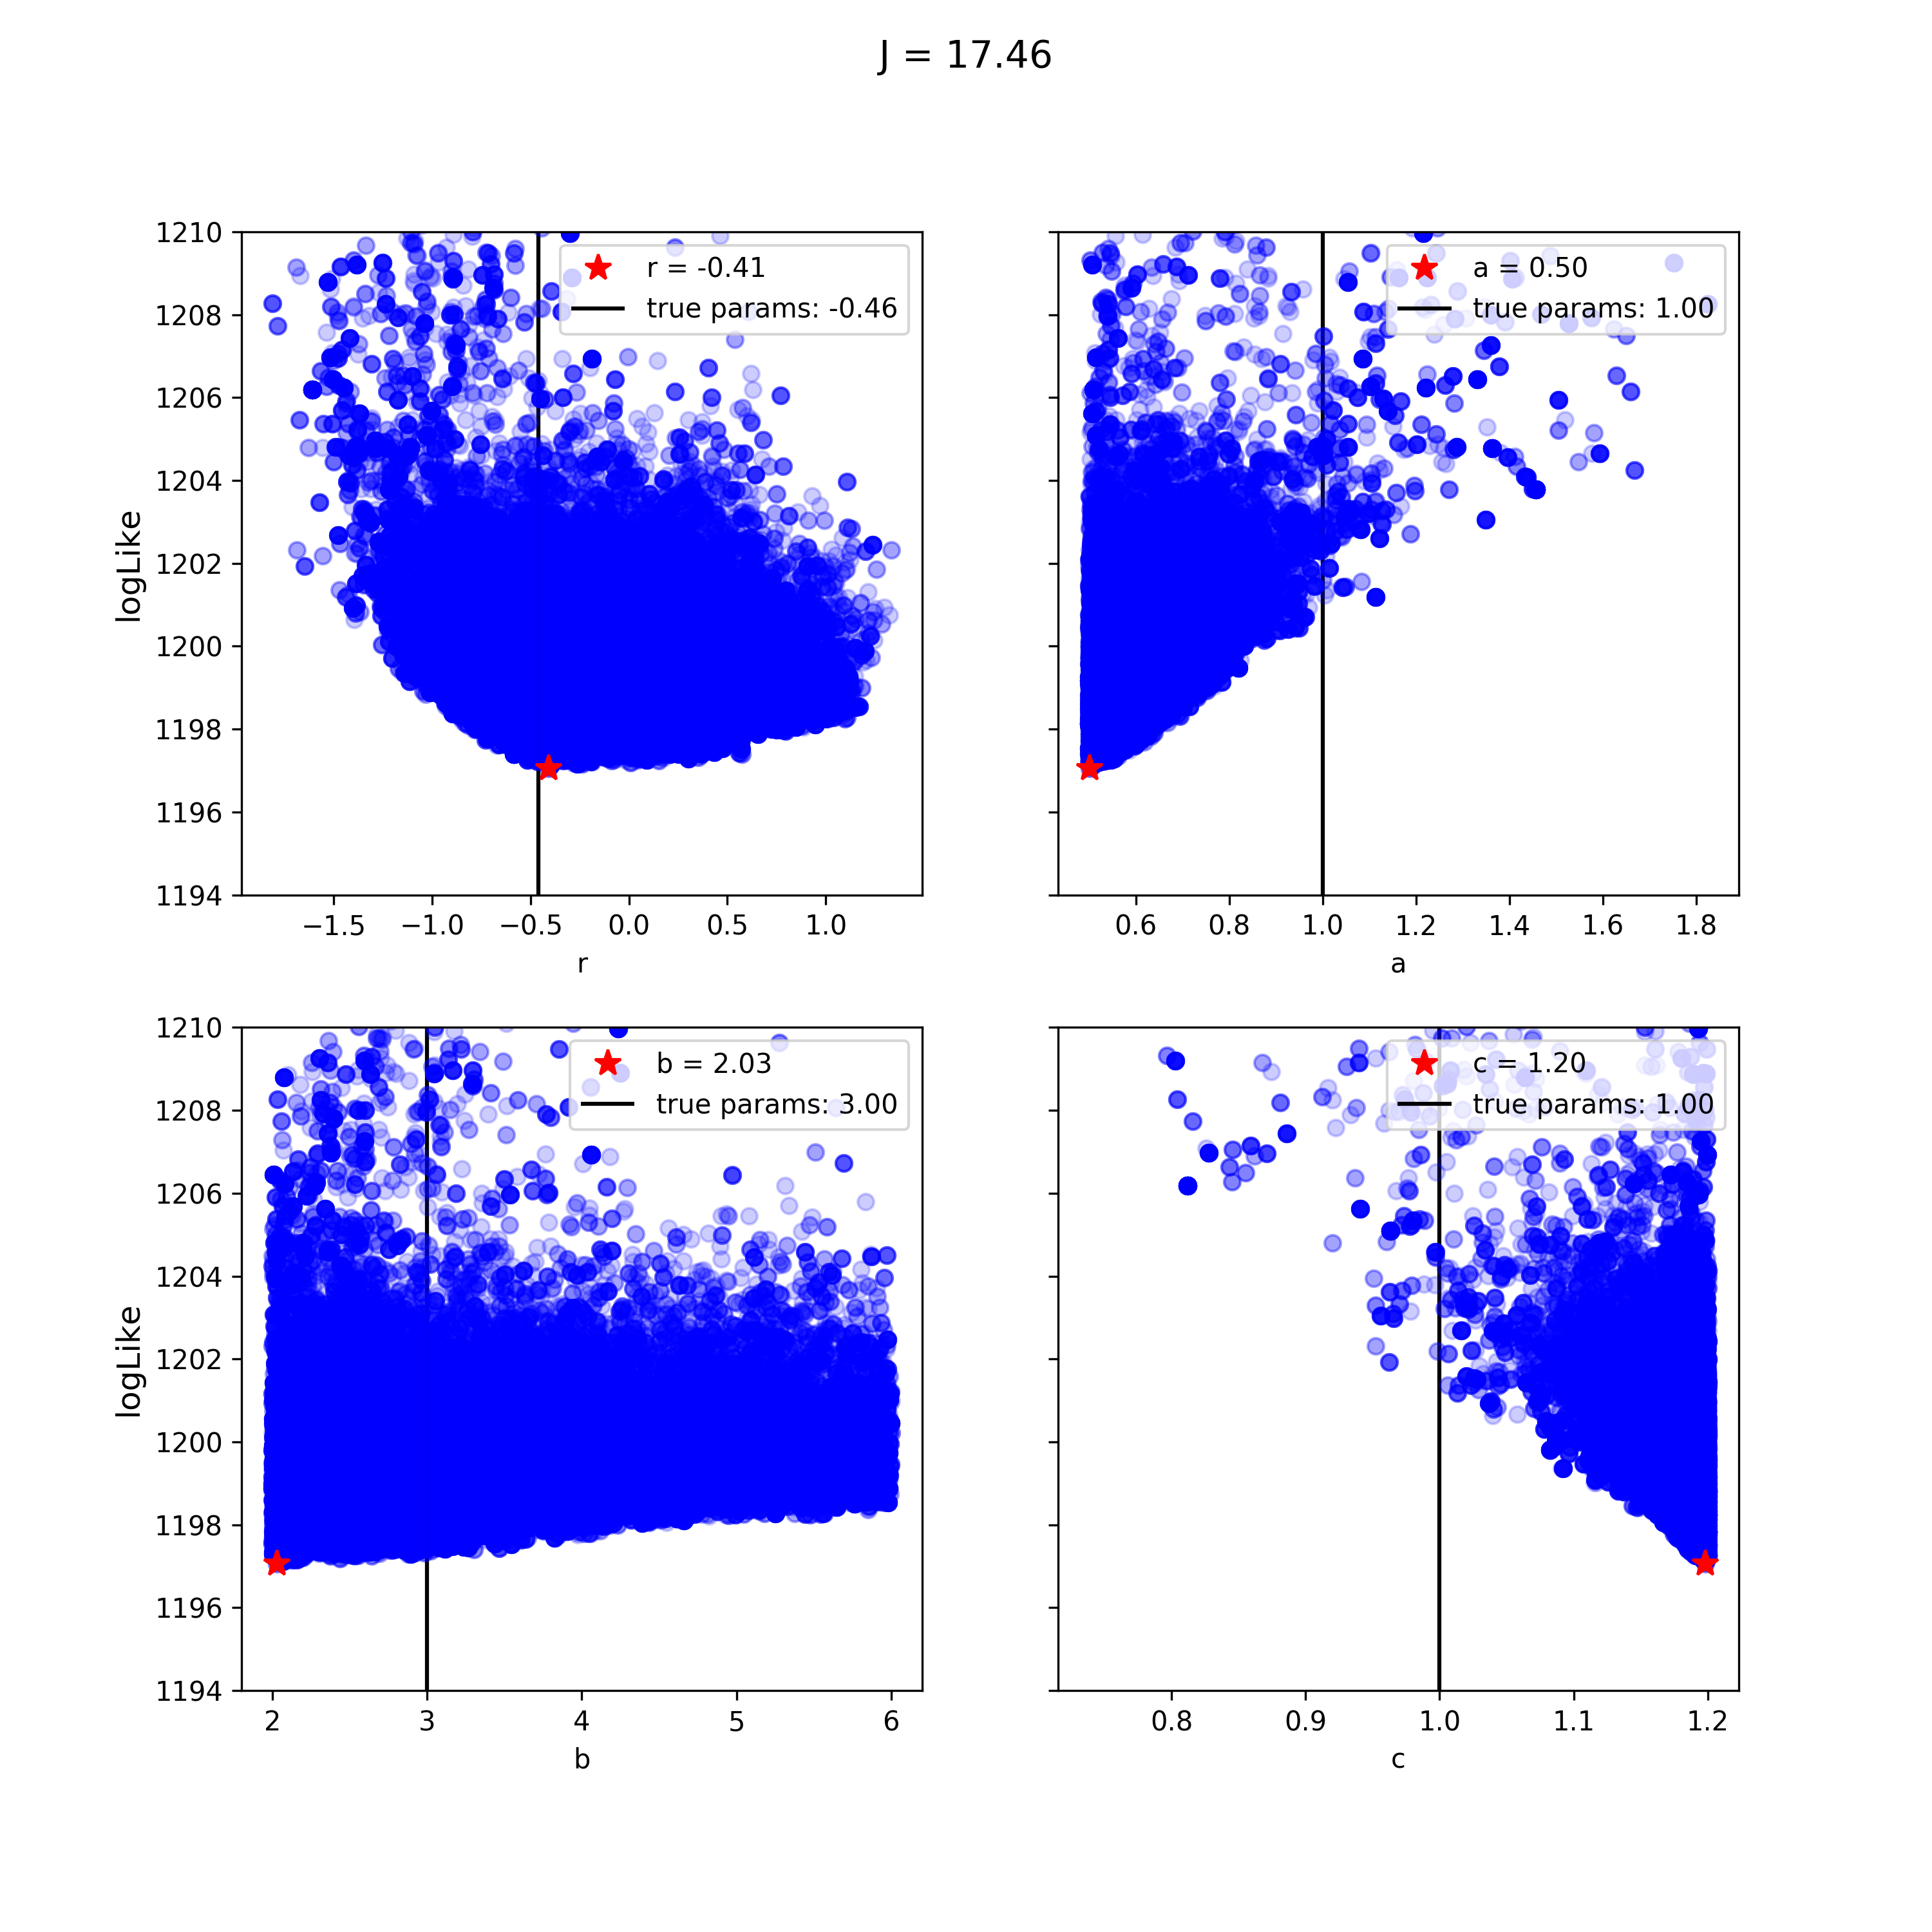 J = 17.46
1210
1208
1206
1204
1202
1200
1198
1196
1194
logLike
r = -0.41
true params: -0.46
−1.5 −1.0 −0.5 0.0 0.5 1.0
r
a = 0.50
true params: 1.00
0.6 0.8 1.0 1.2 1.4 1.6 1.8
a
1210
1208
1206
1204
1202
1200
1198
1196
1194
logLike
b = 2.03
true params: 3.00
2 3 4 5 6
b
c = 1.20
true params: 1.00
0.8 0.9 1.0 1.1 1.2
c